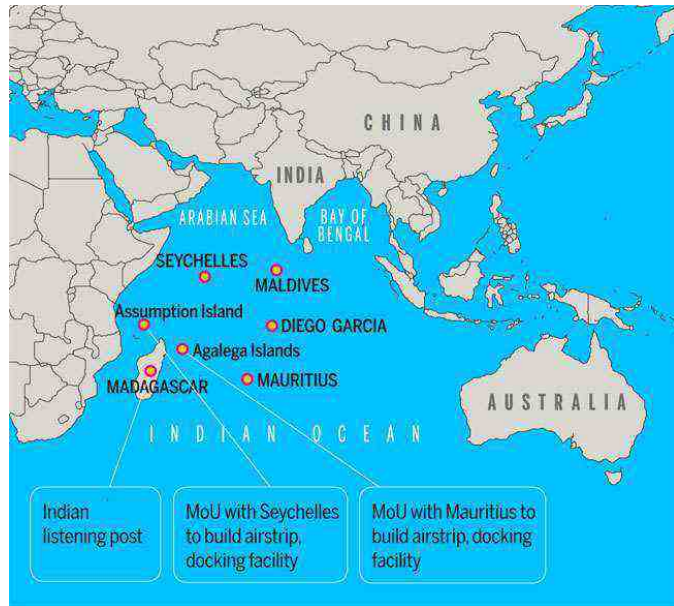 CHINA
INDIA
ARABIAN SEA
BAY OF
BENGAL
SEYCHELLES
MALDIVES
Assumption Island
DIEGO GARCIA
Agalega Islands
MADAGASCAR
MAURITIUS
AUSTRALIA
INDIAN OCEAN
Indian
listening post
MoU with Seychelles
to build airstrip,
docking facility
MoU with Mauritius to
build airstrip, docking
facility